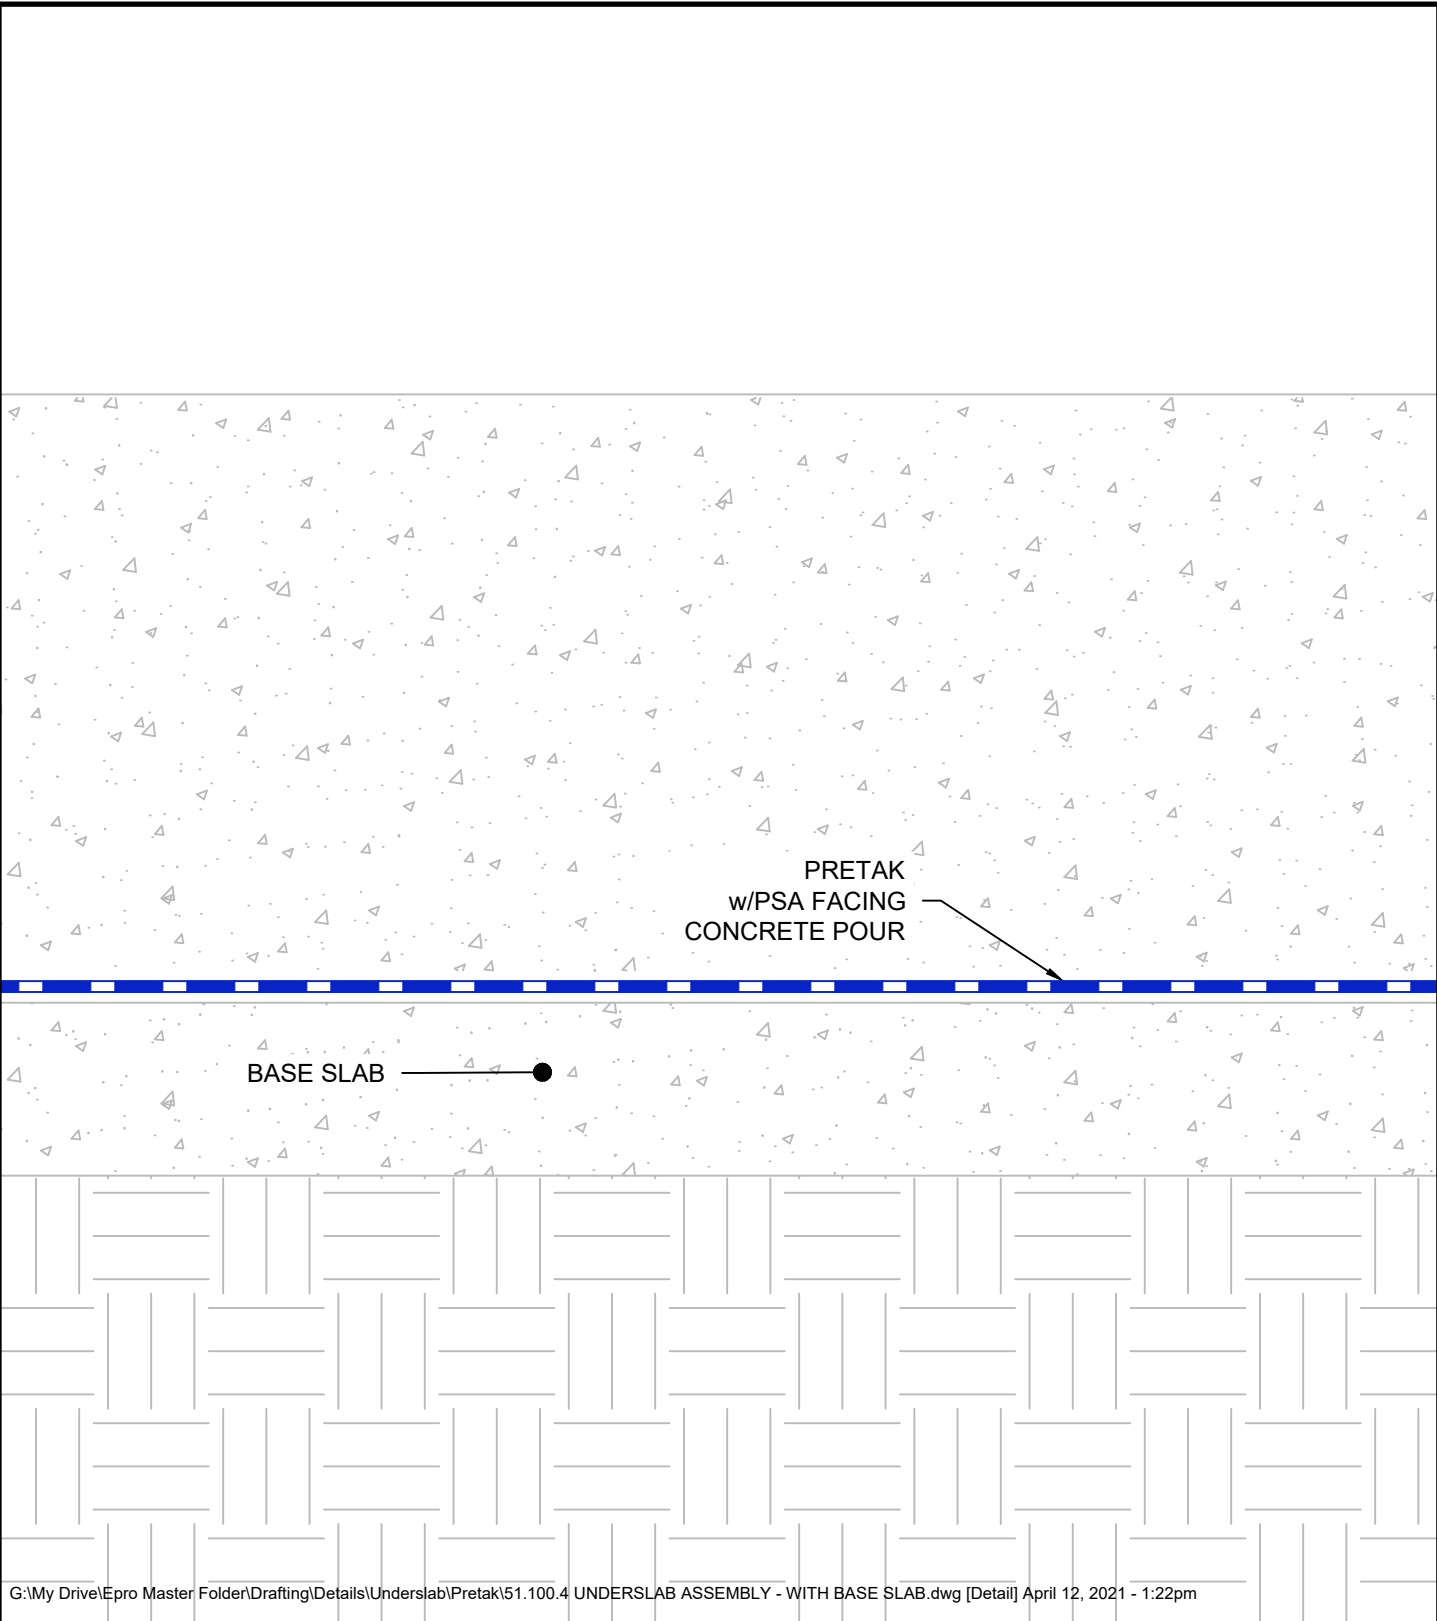 PRETAK
w/PSA FACING
CONCRETE POUR
BASE SLAB
G:\My Drive\Epro Master Folder\Drafting\Details\Underslab\Pretak\51.100.4 UNDERSLAB ASSEMBLY - WITH BASE SLAB.dwg [Detail] April 12, 2021 - 1:22pm